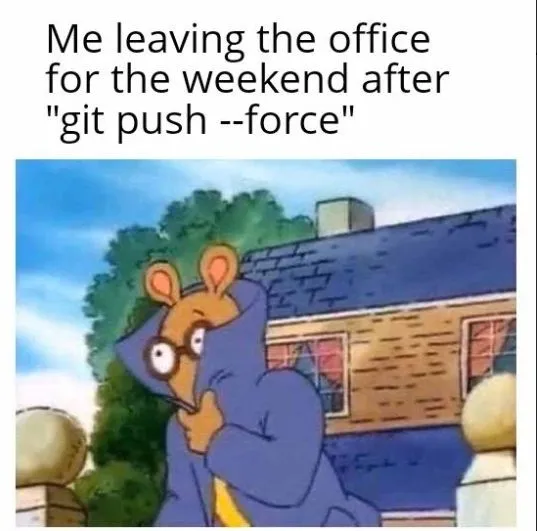 Me leaving the office
for the weekend after
"git push --force"